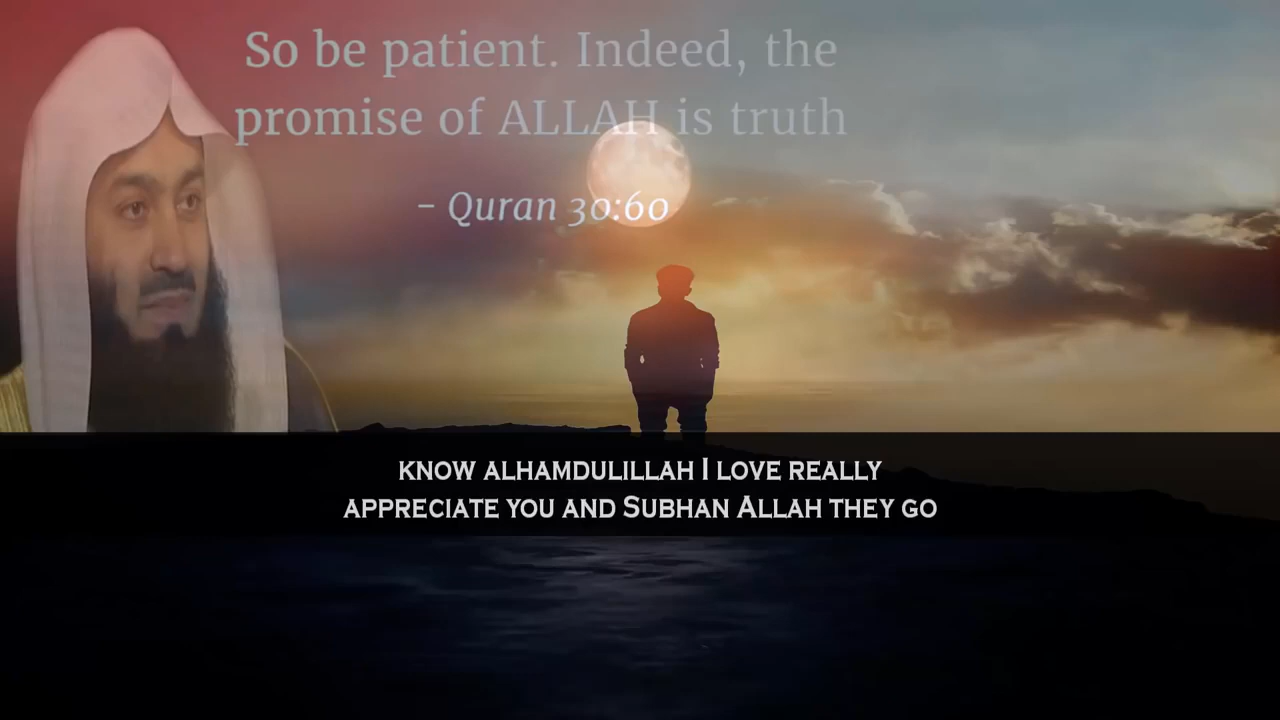 So be patient. Indeed, the
promise of ALLAH is truth
- Quran 30:60
KNOW ALHAMDULILLAH I LOVE REALLY
APPRECIATE YOU AND SUBHAN ALLAH THEY GO